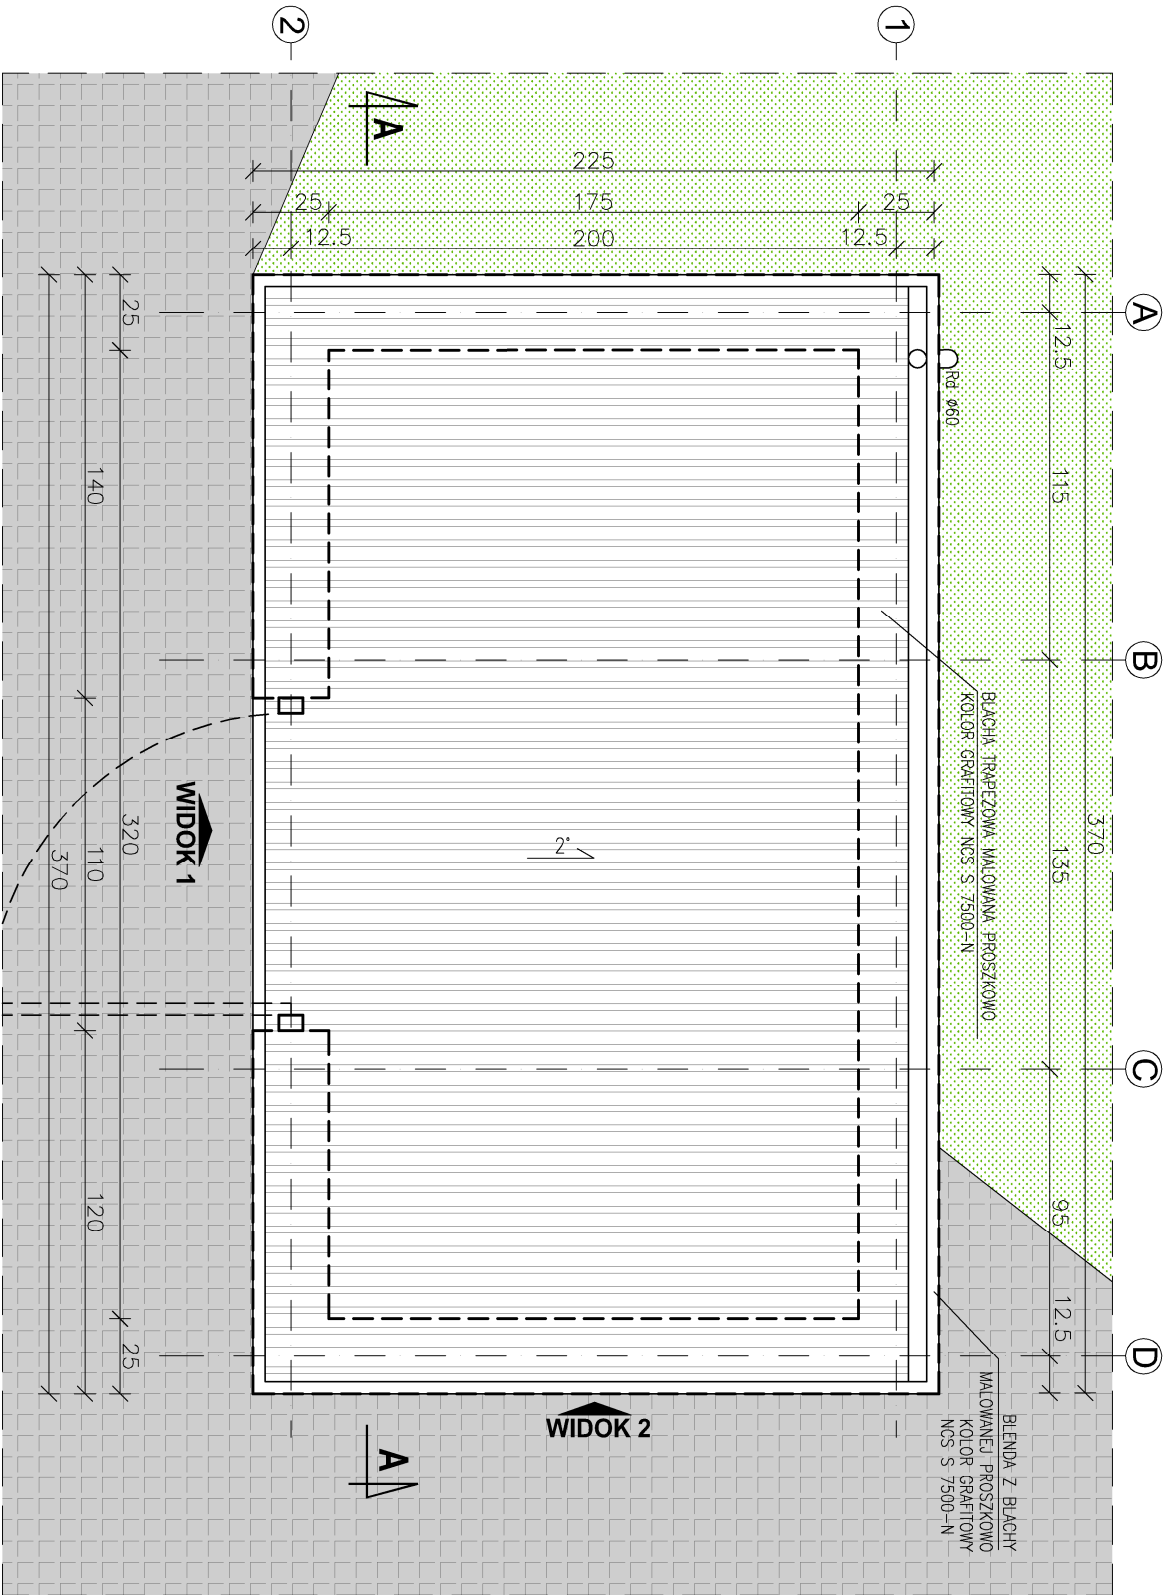 2
1
A
225
25
175
25
12.5
200
12.5
A
B
C
D
370
12.5
115
135
95
12.5
Rd ø60
BLACHA TRAPEZOWA MALOWANA PROSZKOWO
KOLOR GRAFITOWY NCS S 7500-N
2°
25
320
25
140
110
120
370
WIDOK 1
WIDOK 2
A
BLENDA Z BLACHY
MALOWANEJ PROSZKOWO
KOLOR GRAFITOWY
NCS S 7500-N